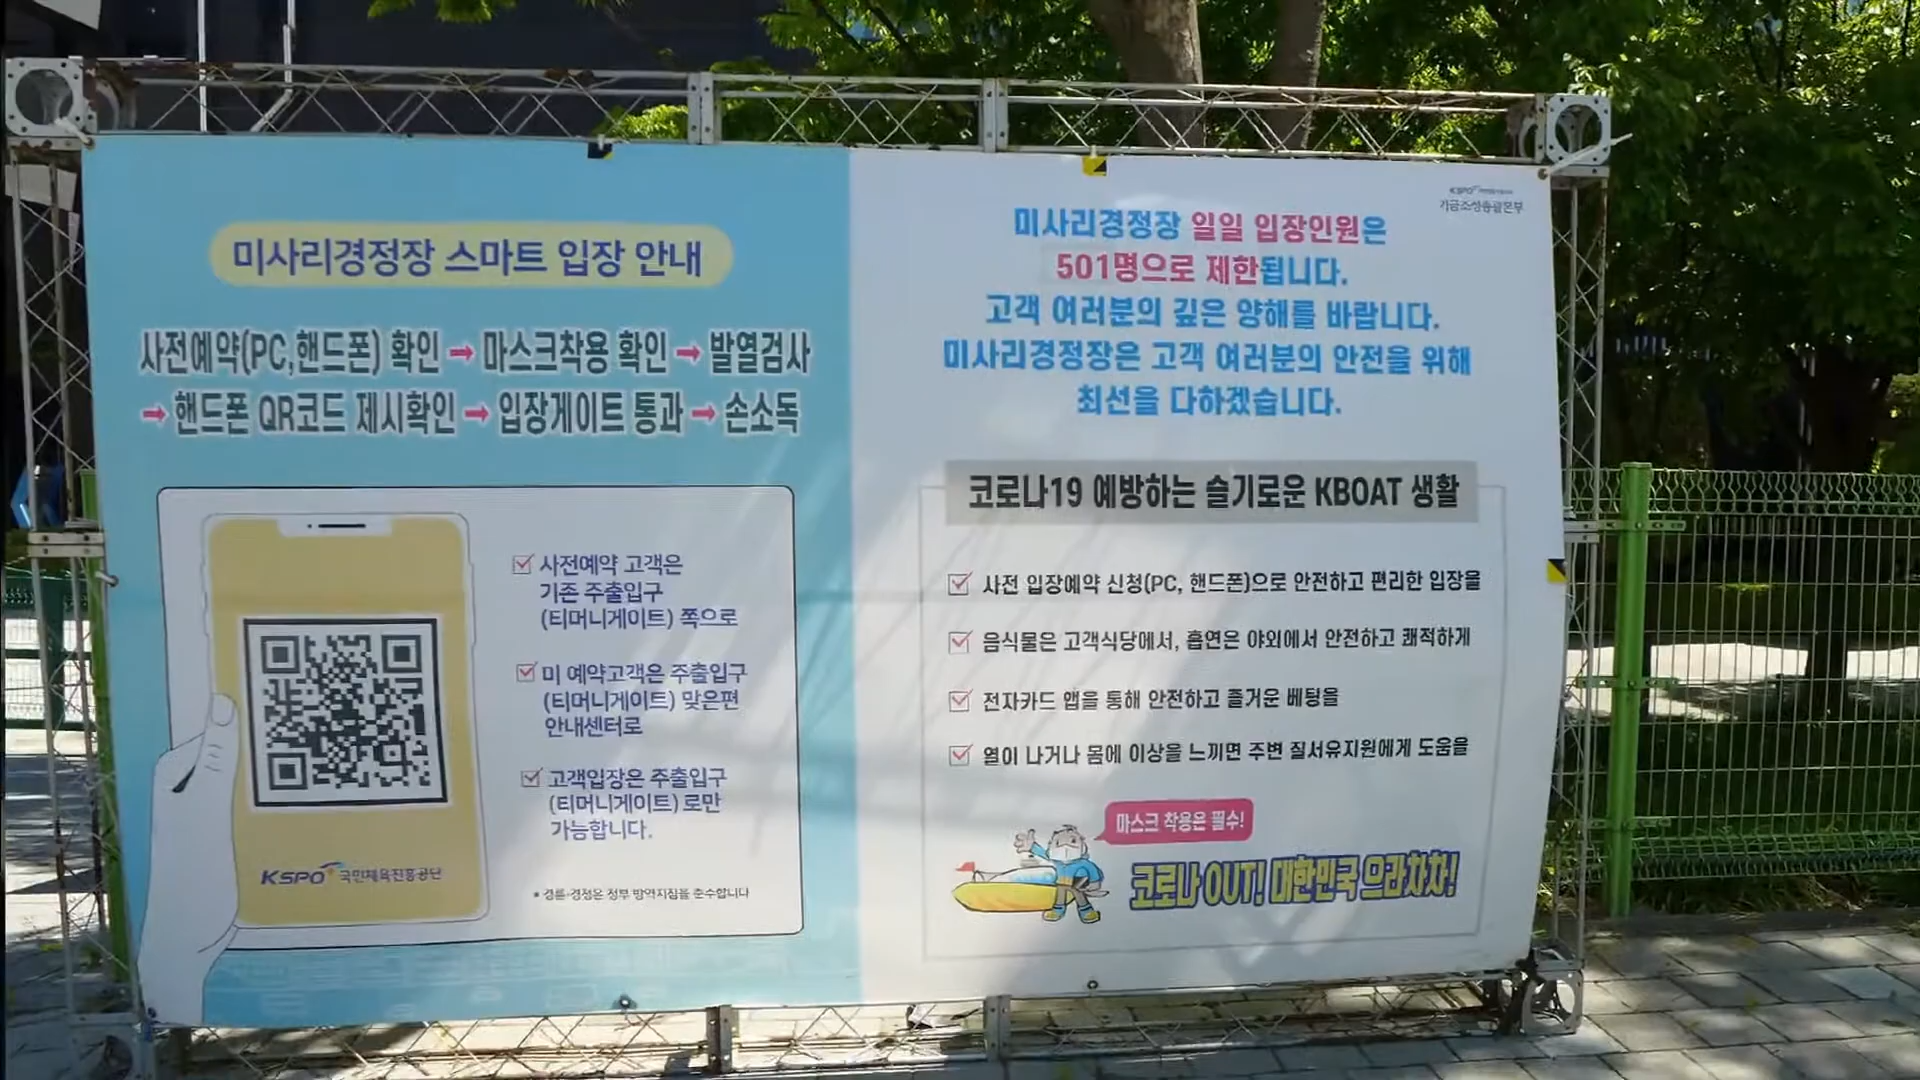 미사리경정장 스마트 입장 안내
사전예약(PC,핸드폰) 확인 → 마스크착용 확인 → 발열검사
→ 핸드폰 QR코드 제시확인 → 입장게이트 통과 → 손소독
사전예약 고객은
기존 주출입구
(티머니게이트) 쪽으로
미 예약고객은 주출입구
(티머니게이트) 맞은편
안내센터로
고객입장은 주출입구
(티머니게이트)로만
가능합니다.
KSPO 국민체육진흥공단
* 경륜·경정은 정부 방역지침을 준수합니다
KSPO
기금조성총괄본부
미사리경정장 일일 입장인원은
501명으로 제한됩니다.
고객 여러분의 깊은 양해를 바랍니다.
미사리경정장은 고객 여러분의 안전을 위해
최선을 다하겠습니다.
코로나19 예방하는 슬기로운 KBOAT 생활
사전 입장예약 신청(PC, 핸드폰)으로 안전하고 편리한 입장을
음식물은 고객식당에서, 흡연은 야외에서 안전하고 쾌적하게
전자카드 앱을 통해 안전하고 즐거운 베팅을
열이 나거나 몸에 이상을 느끼면 주변 질서유지원에게 도움을
마스크 착용은 필수!
코로나 OUT! 대한민국 으라차차!